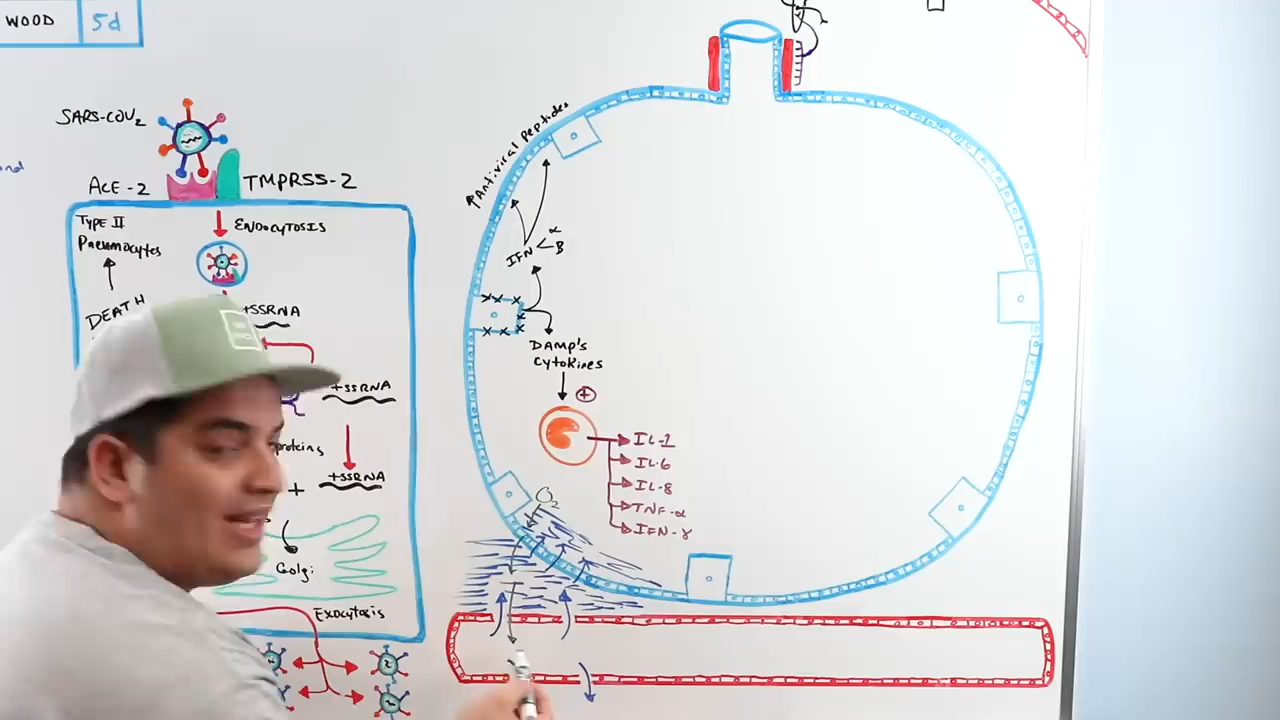 WOOD 5d
SARS-COV2
ACE-2
TMPRSS-2
TYPE II
Pneumocytes
ENDOCYTOSIS
DEATH
+SSRNA
+SSRNA
proteins
+SSRNA
+
Golgi
Exocytosis
↑Antiviral Peptides
IFN < α
B
DAMP's
Cytokines
+
IL-1
IL-6
IL-8
TNF-α
IFN-γ
O2